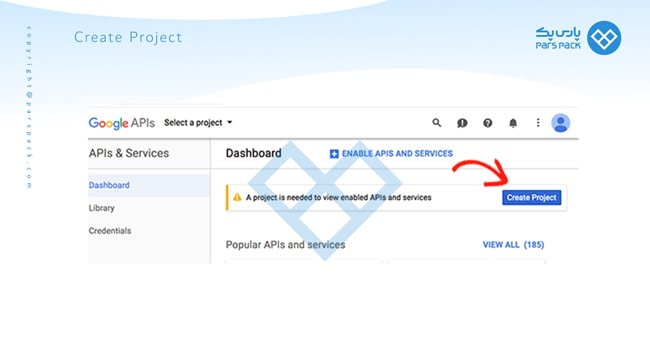 Create Project
پارس پک
PARS PACK
copyright@parspack.com
Google APIs
Select a project
APIs & Services
Dashboard
ENABLE APIS AND SERVICES
Dashboard
Library
Credentials
A project is needed to view enabled APIs and services
Create Project
Popular APIs and services
VIEW ALL (185)